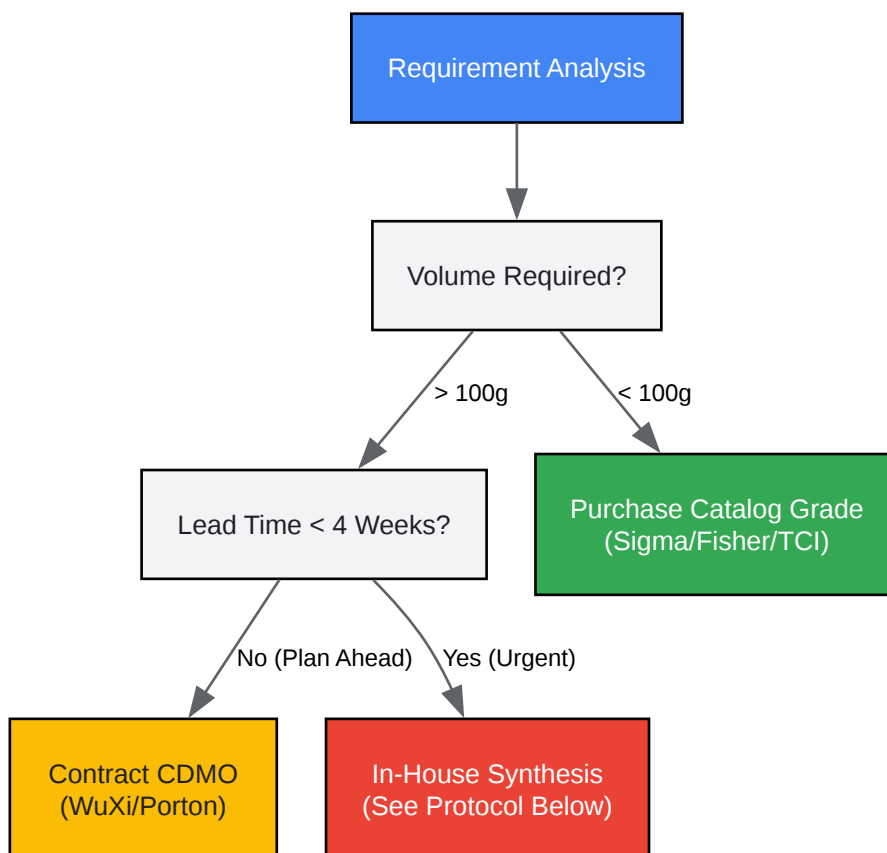 Requirement Analysis
Volume Required?
> 100g
< 100g
Lead Time < 4 Weeks?
Purchase Catalog Grade
(Sigma/Fisher/TCI)
No (Plan Ahead)
Yes (Urgent)
Contract CDMO
(WuXi/Porton)
In-House Synthesis
(See Protocol Below)